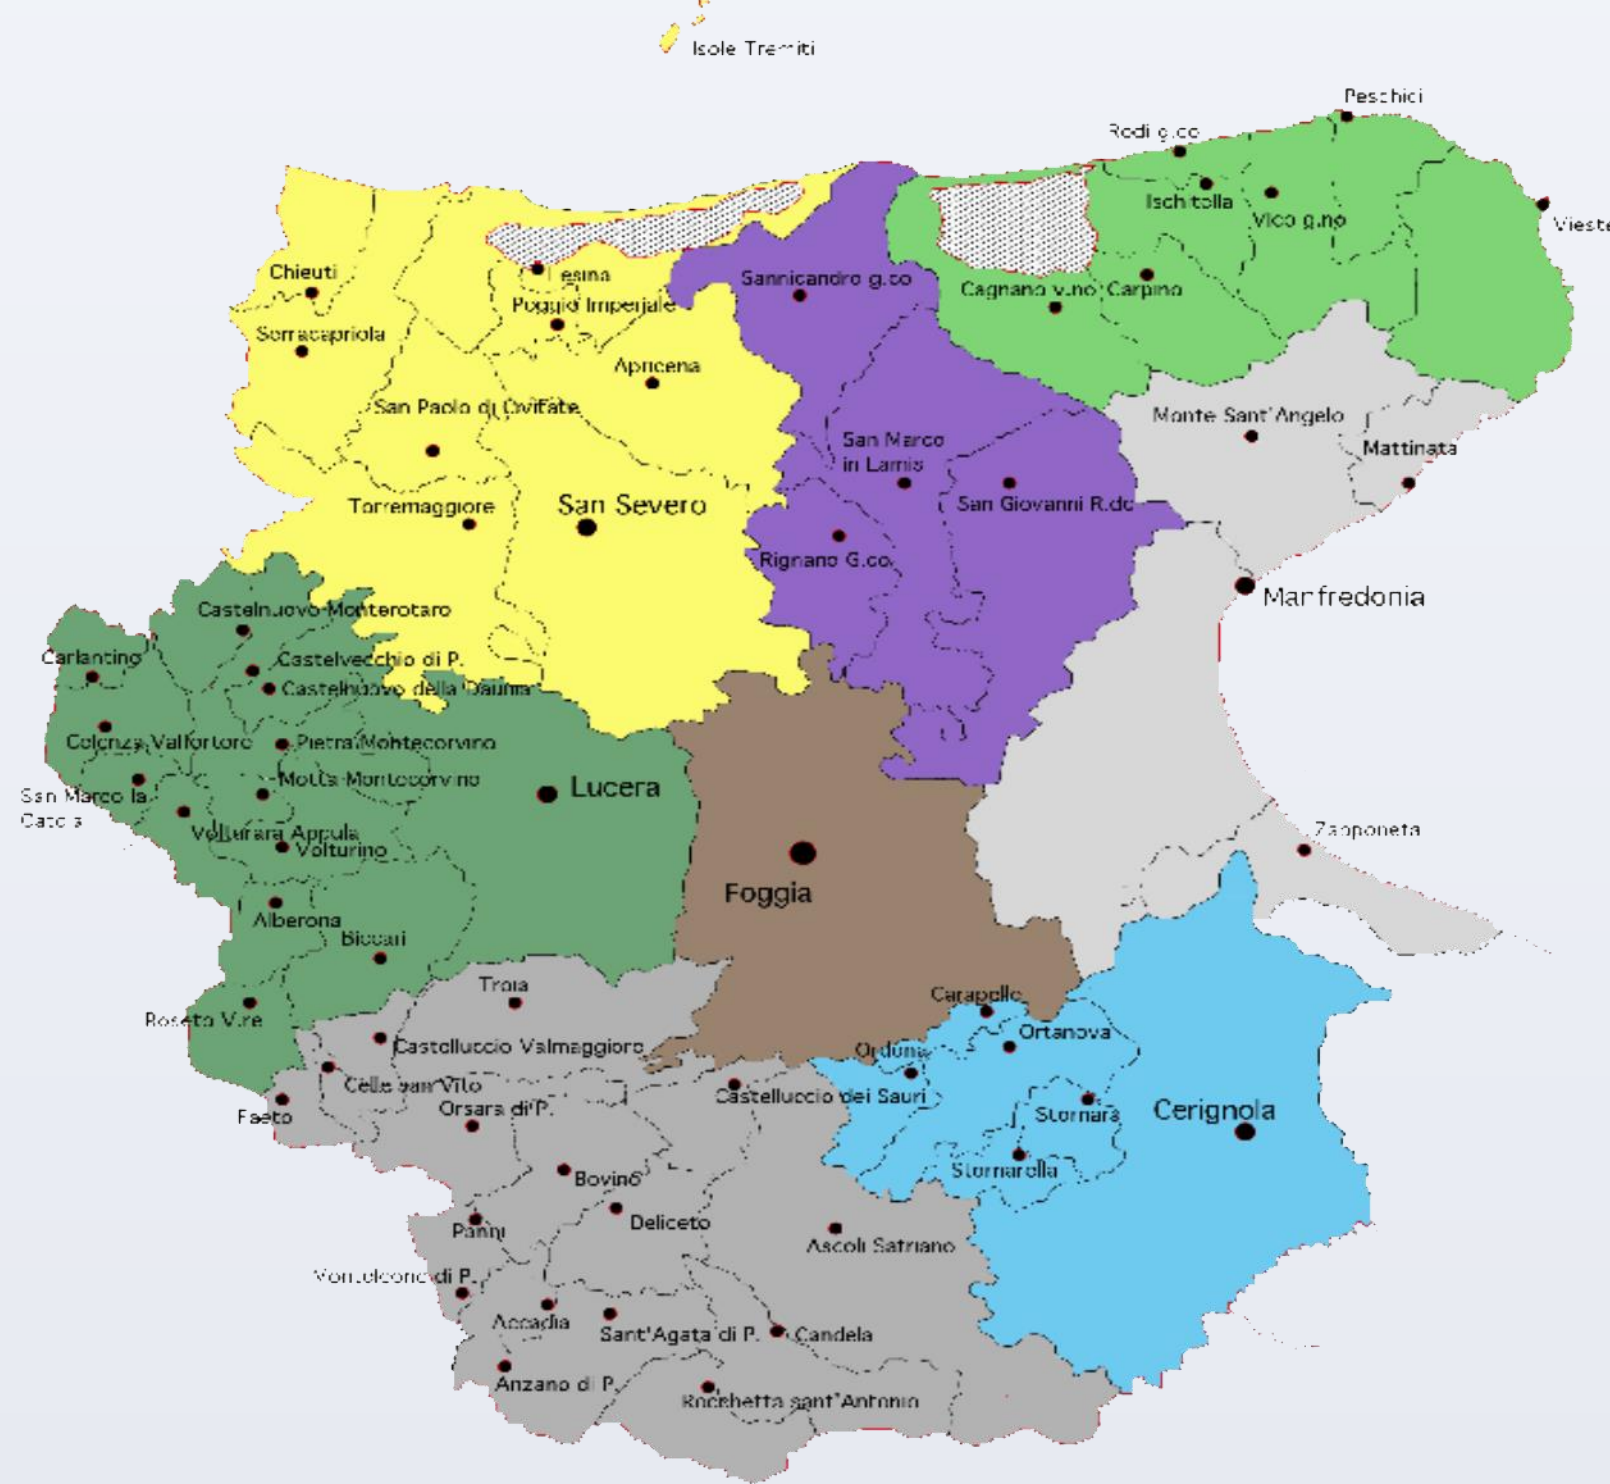 Isole Tremiti
Peschici
Rodi g.co
Ischitella
Vico g.no
Vieste
Chieuti
Lesina
Sannicandro g.co
Cagnano v.no
Carpino
Poggio Imperiale
Serracapriola
Apricena
San Paolo di Civitate
Monte Sant'Angelo
San Marco
in Lamis
Mattinata
Torremaggiore
San Severo
San Giovanni R.do
Rignano G.co
Manfredonia
Castelnuovo Monterotaro
Carlantino
Castelvecchio di P.
Castelnuovo della Daunia
Celenza Valfortore
Pietra Montecorvino
Motta Montecorvino
Lucera
San Marco la
Catola
Volturara Appula
Volturino
Zapponeta
Foggia
Alberona
Biccari
Troia
Carapelle
Roseto V.re
Ortanova
Castelluccio Valmaggiore
Ordona
Celle san Vito
Castelluccio dei Sauri
Orsara di P.
Stornara
Cerignola
Faeto
Stornarella
Bovino
Deliceto
Panni
Ascoli Satriano
Monteleone di P.
Accadia
Sant'Agata di P.
Candela
Anzano di P.
Rocchetta sant'Antonio